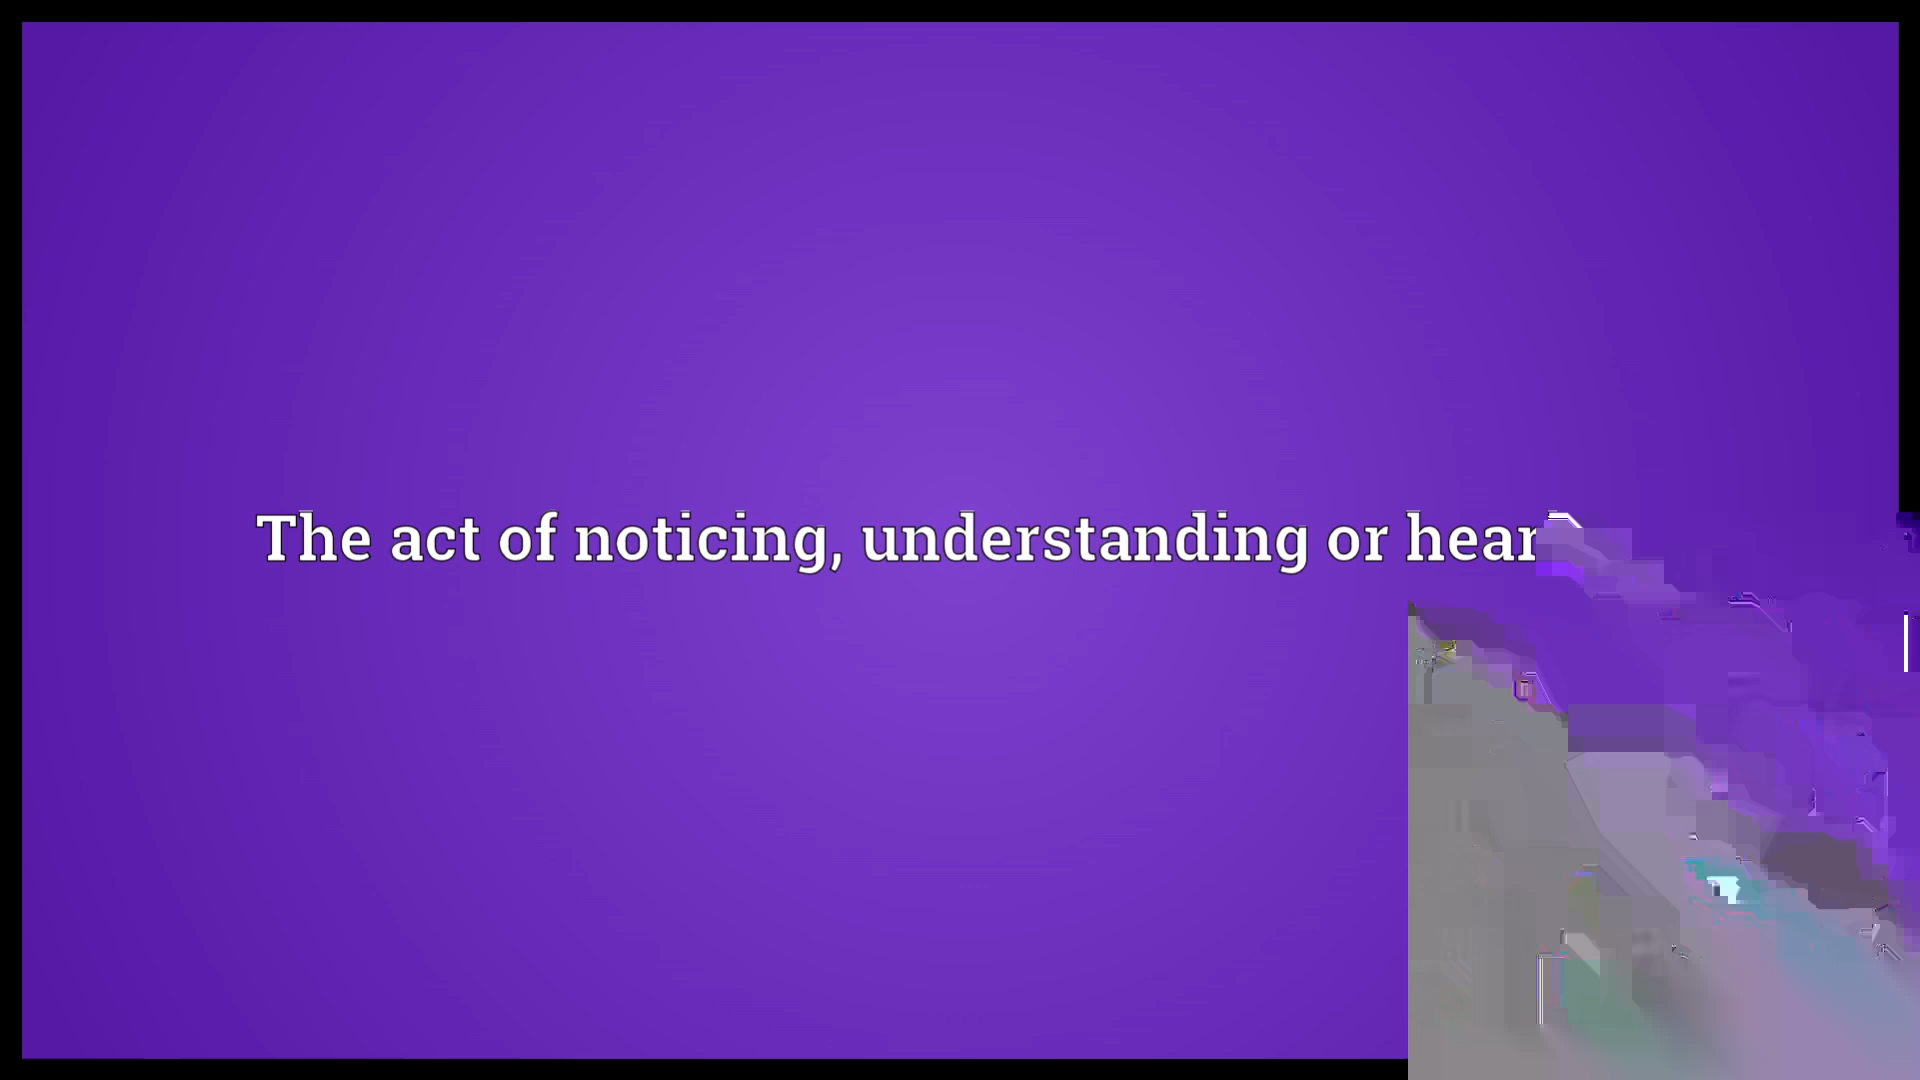 The act of noticing, understanding or hear